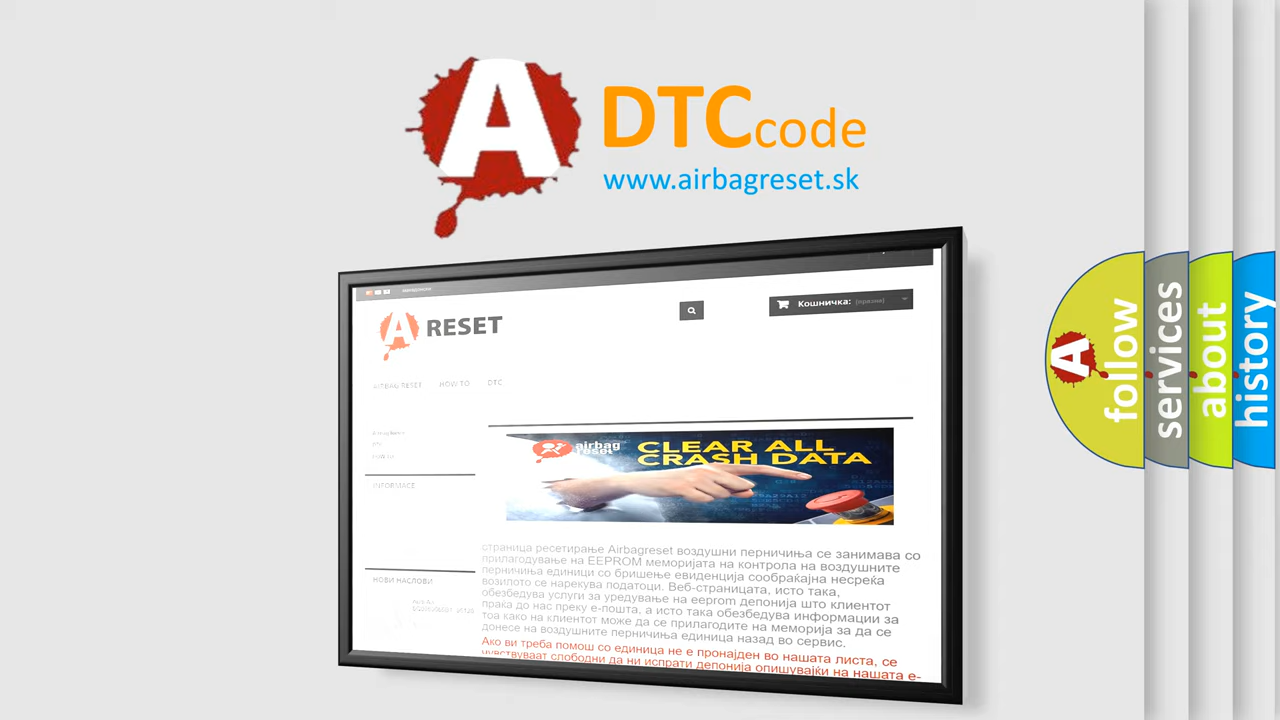 A
DTCcode
www.airbagreset.sk
A RESET
Кошничка: (празни)
AIRBAG RESET HOW TO DTC
INFORMACE
НОВИ НАСЛОВИ
airbag
reset
CLEAR ALL
CRASH DATA
страница ресетирање Airbagreset воздушни перничиња се занимава со
прилагодување на EEPROM меморијата на контрола на воздушните
перничиња единици со бришење евиденција сообраќајна несреќа
возилото се нарекува податоци. Веб-страницата, исто така,
обезбедува услуги за уредување на eeprom депонија што клиентот
праќа до нас преку е-пошта, а исто така обезбедува информации за
тоа како на клиентот може да се прилагодите на меморија за да се
донесе на воздушните перничиња единица назад во сервис.
Ако ви треба помош со единица не е пронајден во нашата листа, се
чувствуваат слободни да ни испрати депонија опишувајќи на нашата е-
A
follow
services
about
history